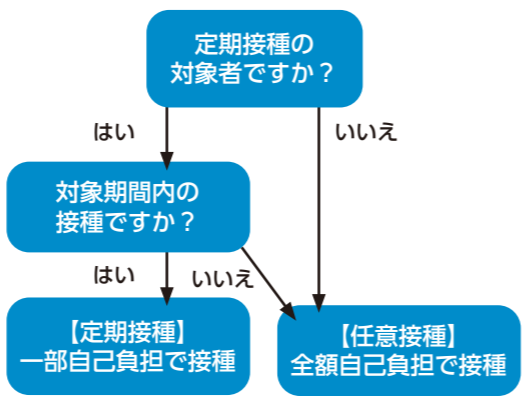 定期接種の
対象者ですか？
はい
いいえ
対象期間内の
接種ですか？
はい
いいえ
【定期接種】
一部自己負担で接種
【任意接種】
全額自己負担で接種